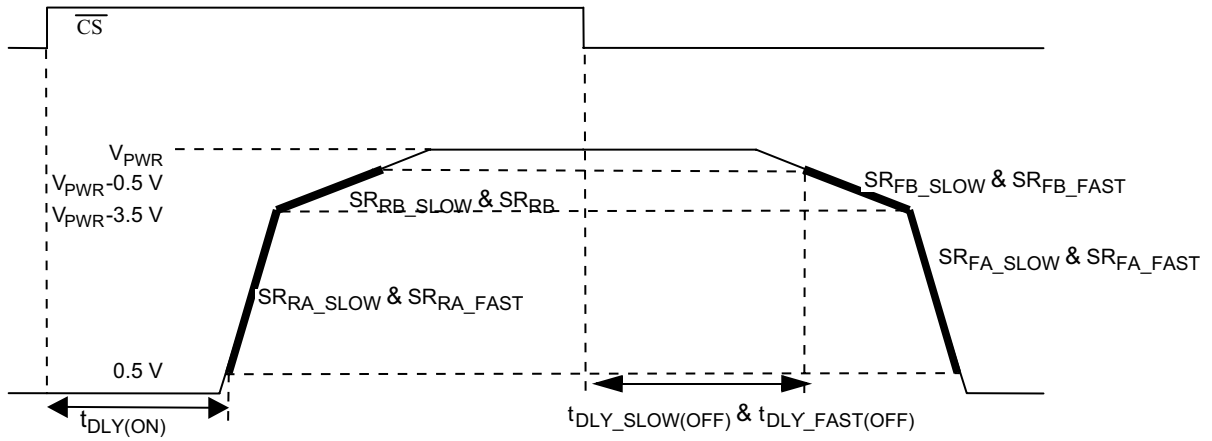 CS
VPWR
VPWR-0.5 V
VPWR-3.5 V
SRRB_SLOW & SRRB
SRFB_SLOW & SRFB_FAST
SRFA_SLOW & SRFA_FAST
SRRA_SLOW & SRRA_FAST
0.5 V
tDLY(ON)
tDLY_SLOW(OFF) & tDLY_FAST(OFF)